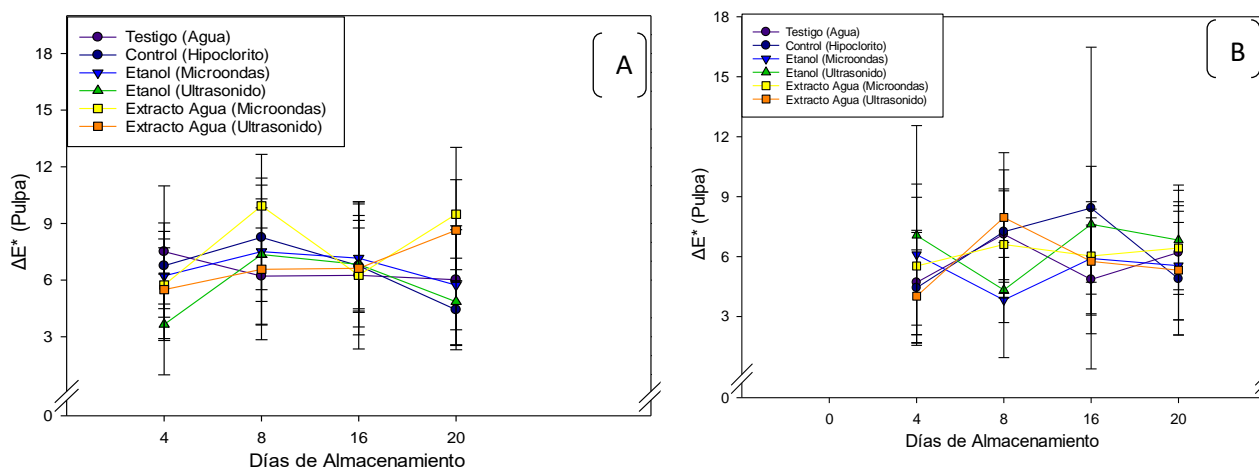 18
15
12
9
6
3
0
ΔE* (Pulpa)
Testigo (Agua)
Control (Hipoclorito)
Etanol (Microondas)
Etanol (Ultrasonido)
Extracto Agua (Microondas)
Extracto Agua (Ultrasonido)
A
4 8 16 20
Días de Almacenamiento
18
15
12
9
6
3
0
ΔE* (Pulpa)
Testigo (Agua)
Control (Hipoclorito)
Etanol (Microondas)
Etanol (Ultrasonido)
Extracto Agua (Microondas)
Extracto Agua (Ultrasonido)
B
0 4 8 16 20
Días de Almacenamiento